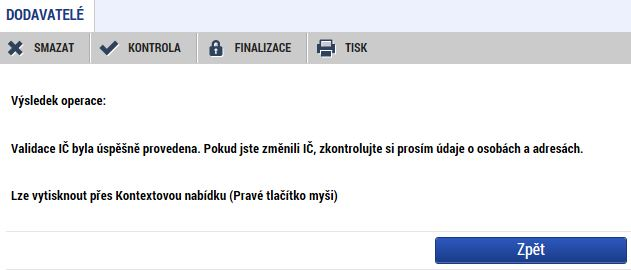 DODAVATELÉ
SMAZAT KONTROLA FINALIZACE TISK
Výsledek operace:
Validace IČ byla úspěšně provedena. Pokud jste změnili IČ, zkontrolujte si prosím údaje o osobách a adresách.
Lze vytisknout přes Kontextovou nabídku (Pravé tlačítko myši)
Zpět